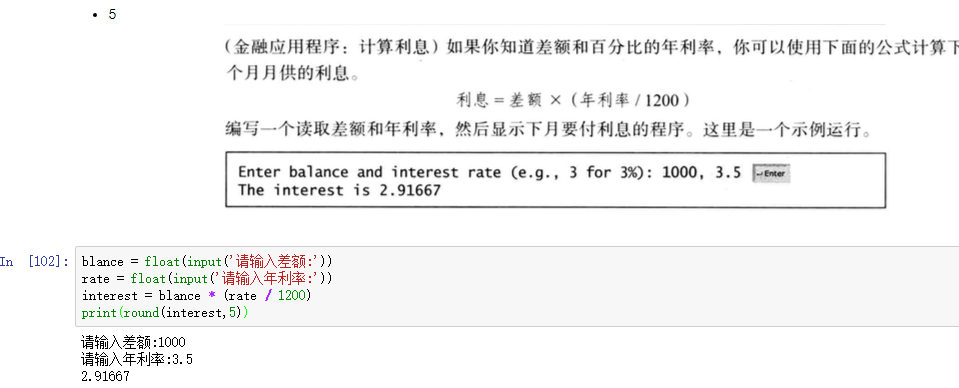 • 5
(金融应用程序：计算利息) 如果你知道差额和百分比的年利率，你可以使用下面的公式计算下
个月月供的利息。
利息 = 差额 × (年利率 / 1200)
编写一个读取差额和年利率，然后显示下月要付利息的程序。这里是一个示例运行。
Enter balance and interest rate (e.g., 3 for 3%): 1000, 3.5 ↵Enter
The interest is 2.91667
In [102]: blance = float(input('请输入差额:'))
rate = float(input('请输入年利率:'))
interest = blance * (rate / 1200)
print(round(interest,5))
请输入差额:1000
请输入年利率:3.5
2.91667